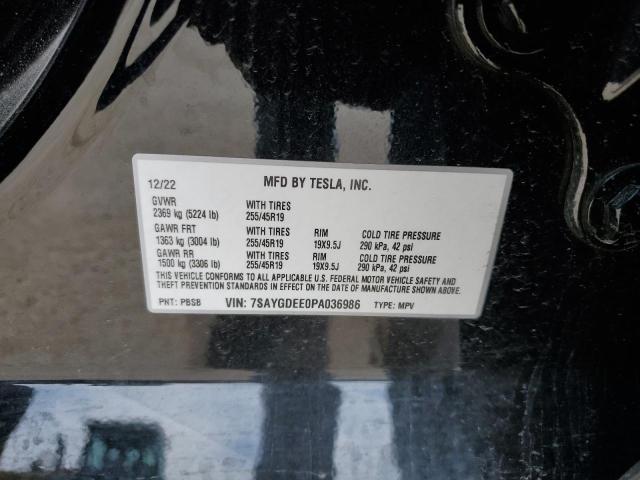 12/22 MFD BY TESLA, INC.
GVWR WITH TIRES
2369 kg (5224 lb) 255/45R19
GAWR FRT WITH TIRES RIM COLD TIRE PRESSURE
1363 kg (3004 lb) 255/45R19 19X9.5J 290 kPa, 42 psi
GAWR RR WITH TIRES RIM COLD TIRE PRESSURE
1500 kg (3306 lb) 255/45R19 19X9.5J 290 kPa, 42 psi
THIS VEHICLE CONFORMS TO ALL APPLICABLE U.S. FEDERAL MOTOR VEHICLE SAFETY AND
THEFT PREVENTION STANDARDS IN EFFECT ON THE DATE OF MANUFACTURE SHOWN ABOVE.
PNT: PBSB VIN: 7SAYGDEE0PA036986 TYPE: MPV